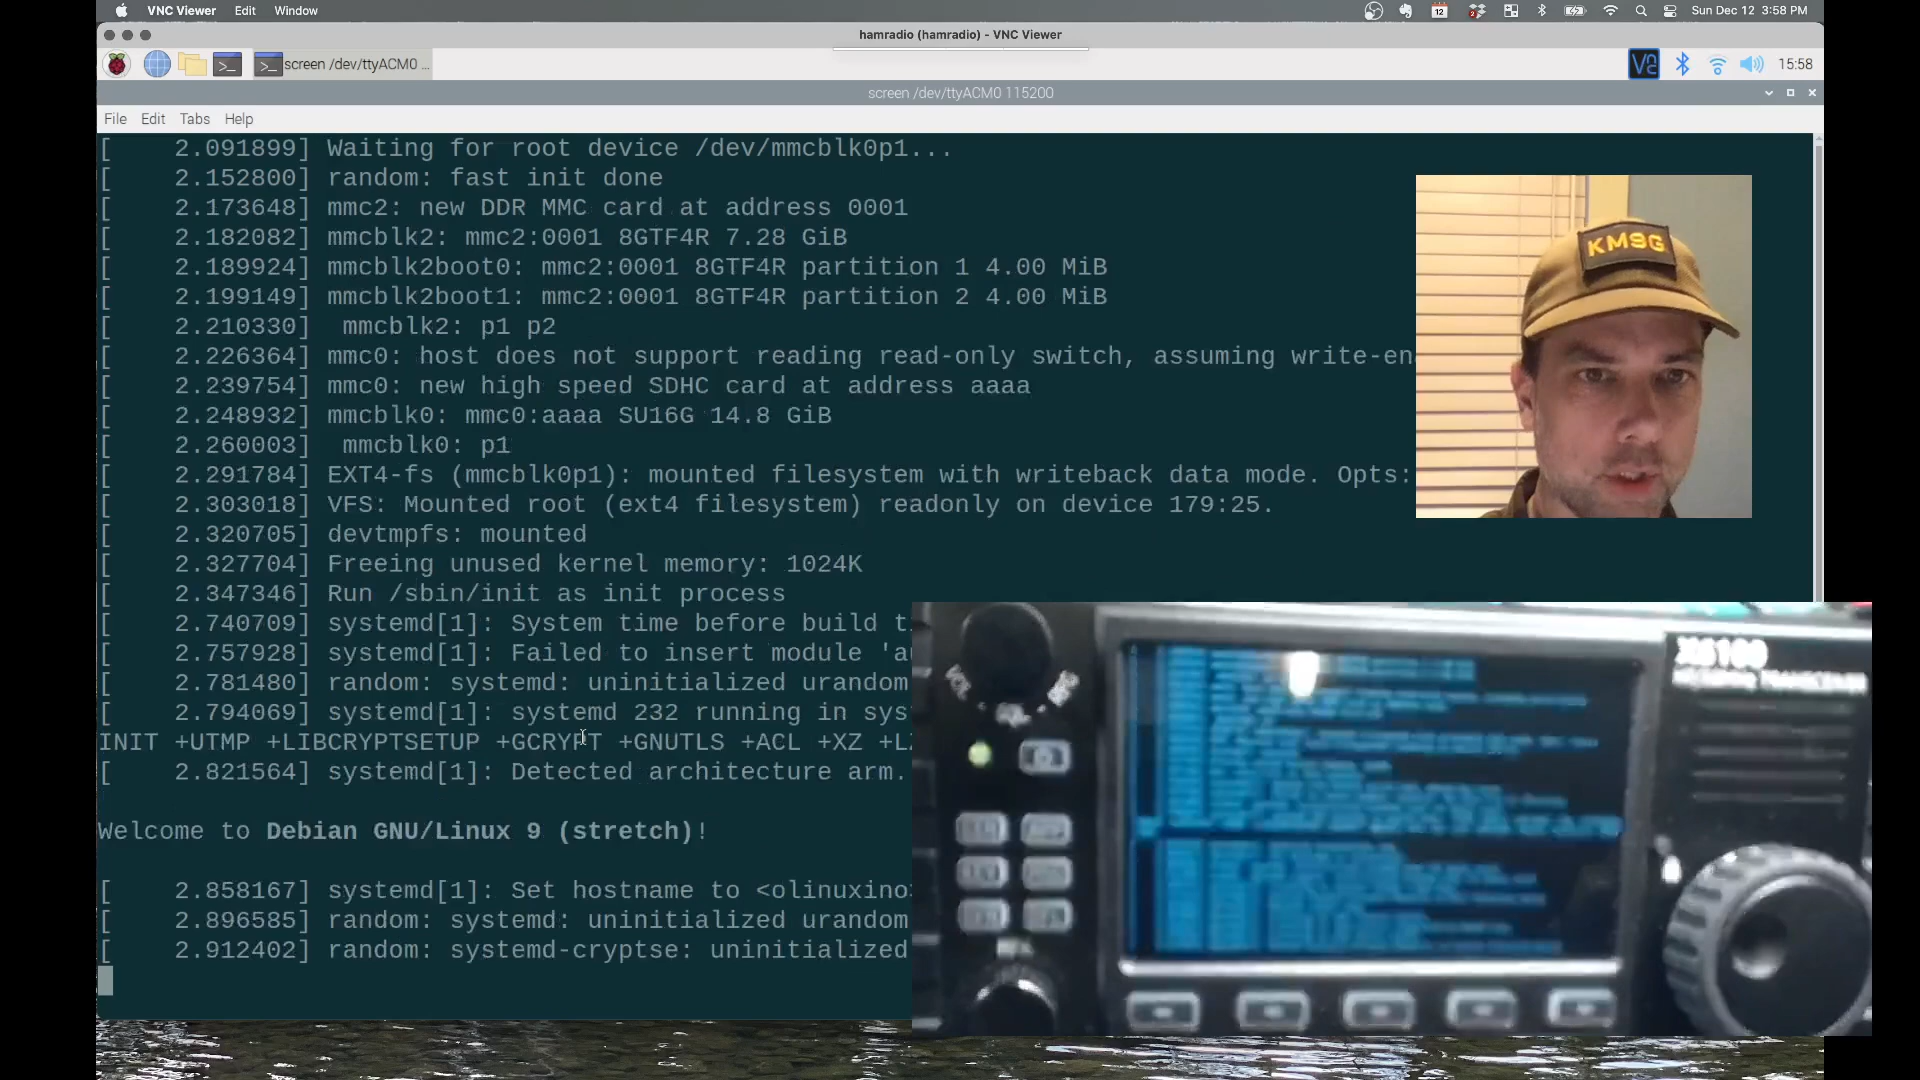 VNC Viewer Edit Window
12 Sun Dec 12 3:58 PM
hamradio (hamradio) - VNC Viewer
screen /dev/ttyACM0 ... 15:58
screen /dev/ttyACM0 115200
File Edit Tabs Help
[ 2.091899] Waiting for root device /dev/mmcblk0p1...
[ 2.152800] random: fast init done
[ 2.173648] mmc2: new DDR MMC card at address 0001
[ 2.182082] mmcblk2: mmc2:0001 8GTF4R 7.28 GiB
[ 2.189924] mmcblk2boot0: mmc2:0001 8GTF4R partition 1 4.00 MiB
[ 2.199149] mmcblk2boot1: mmc2:0001 8GTF4R partition 2 4.00 MiB
[ 2.210330] mmcblk2: p1 p2
[ 2.226364] mmc0: host does not support reading read-only switch, assuming write-en
[ 2.239754] mmc0: new high speed SDHC card at address aaaa
[ 2.248932] mmcblk0: mmc0:aaaa SU16G 14.8 GiB
[ 2.260003] mmcblk0: p1
[ 2.291784] EXT4-fs (mmcblk0p1): mounted filesystem with writeback data mode. Opts:
[ 2.303018] VFS: Mounted root (ext4 filesystem) readonly on device 179:25.
[ 2.320705] devtmpfs: mounted
[ 2.327704] Freeing unused kernel memory: 1024K
[ 2.347346] Run /sbin/init as init process
[ 2.740709] systemd[1]: System time before build t
[ 2.757928] systemd[1]: Failed to insert module 'au
[ 2.781480] random: systemd: uninitialized urandom
[ 2.794069] systemd[1]: systemd 232 running in sys
INIT +UTMP +LIBCRYPTSETUP +GCRYPT +GNUTLS +ACL +XZ +LZ
[ 2.821564] systemd[1]: Detected architecture arm.
Welcome to Debian GNU/Linux 9 (stretch)!
[ 2.858167] systemd[1]: Set hostname to <olinuxino>
[ 2.896585] random: systemd: uninitialized urandom
[ 2.912402] random: systemd-cryptse: uninitialized
KM9G
X6100